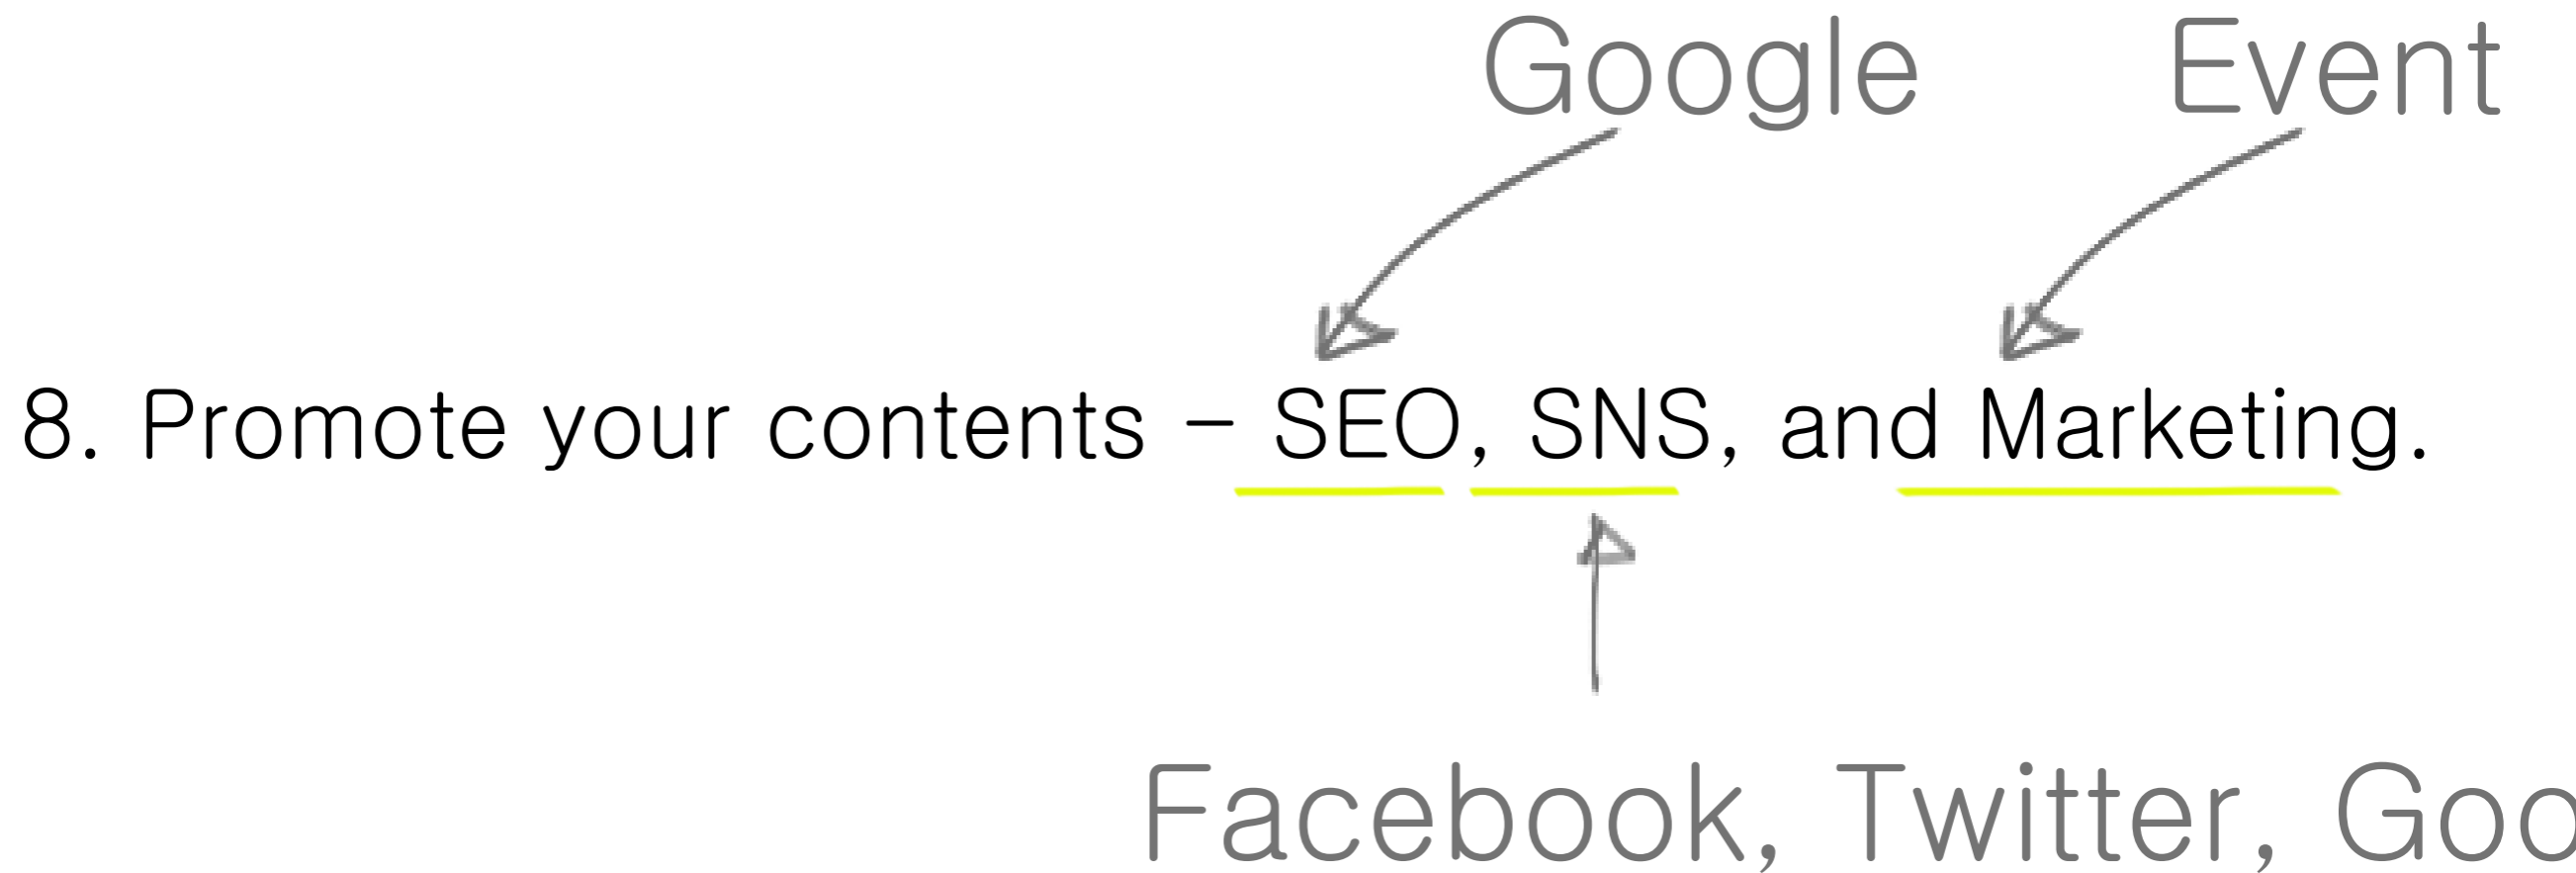 Google Event
8. Promote your contents – SEO, SNS, and Marketing.
Facebook, Twitter,